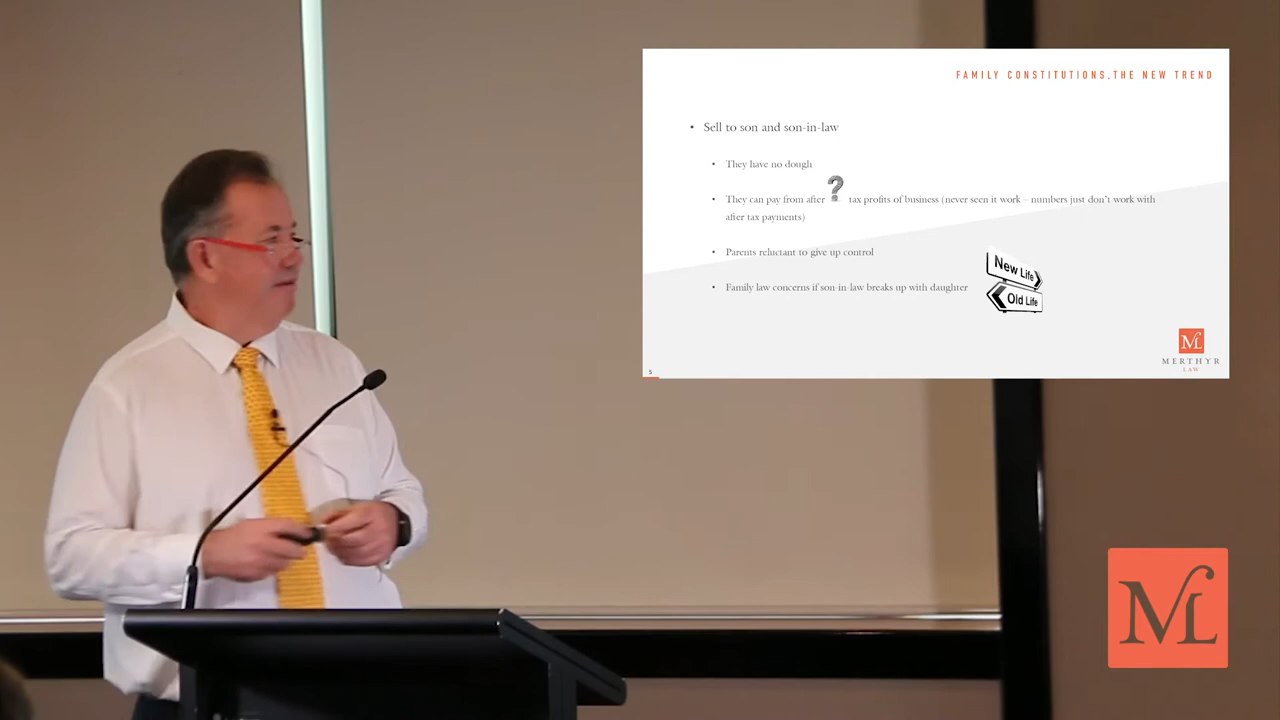 FAMILY CONSTITUTIONS.THE NEW TREND
• Sell to son and son-in-law
• They have no dough
• They can pay from after ? tax profits of business (never seen it work – numbers just don't work with
after tax payments)
• Parents reluctant to give up control
• Family law concerns if son-in-law breaks up with daughter
New Life
Old Life
ML
MERTHYR
LAW
5
ML